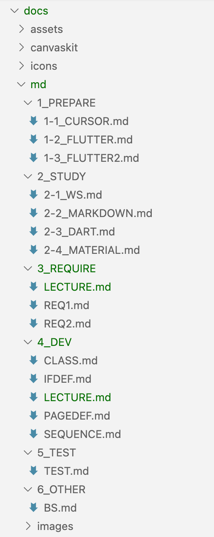 docs
assets
canvaskit
icons
md
1_PREPARE
1-1_CURSOR.md
1-2_FLUTTER.md
1-3_FLUTTER2.md
2_STUDY
2-1_WS.md
2-2_MARKDOWN.md
2-3_DART.md
2-4_MATERIAL.md
3_REQUIRE
LECTURE.md
REQ1.md
REQ2.md
4_DEV
CLASS.md
IFDEF.md
LECTURE.md
PAGEDEF.md
SEQUENCE.md
5_TEST
TEST.md
6_OTHER
BS.md
images